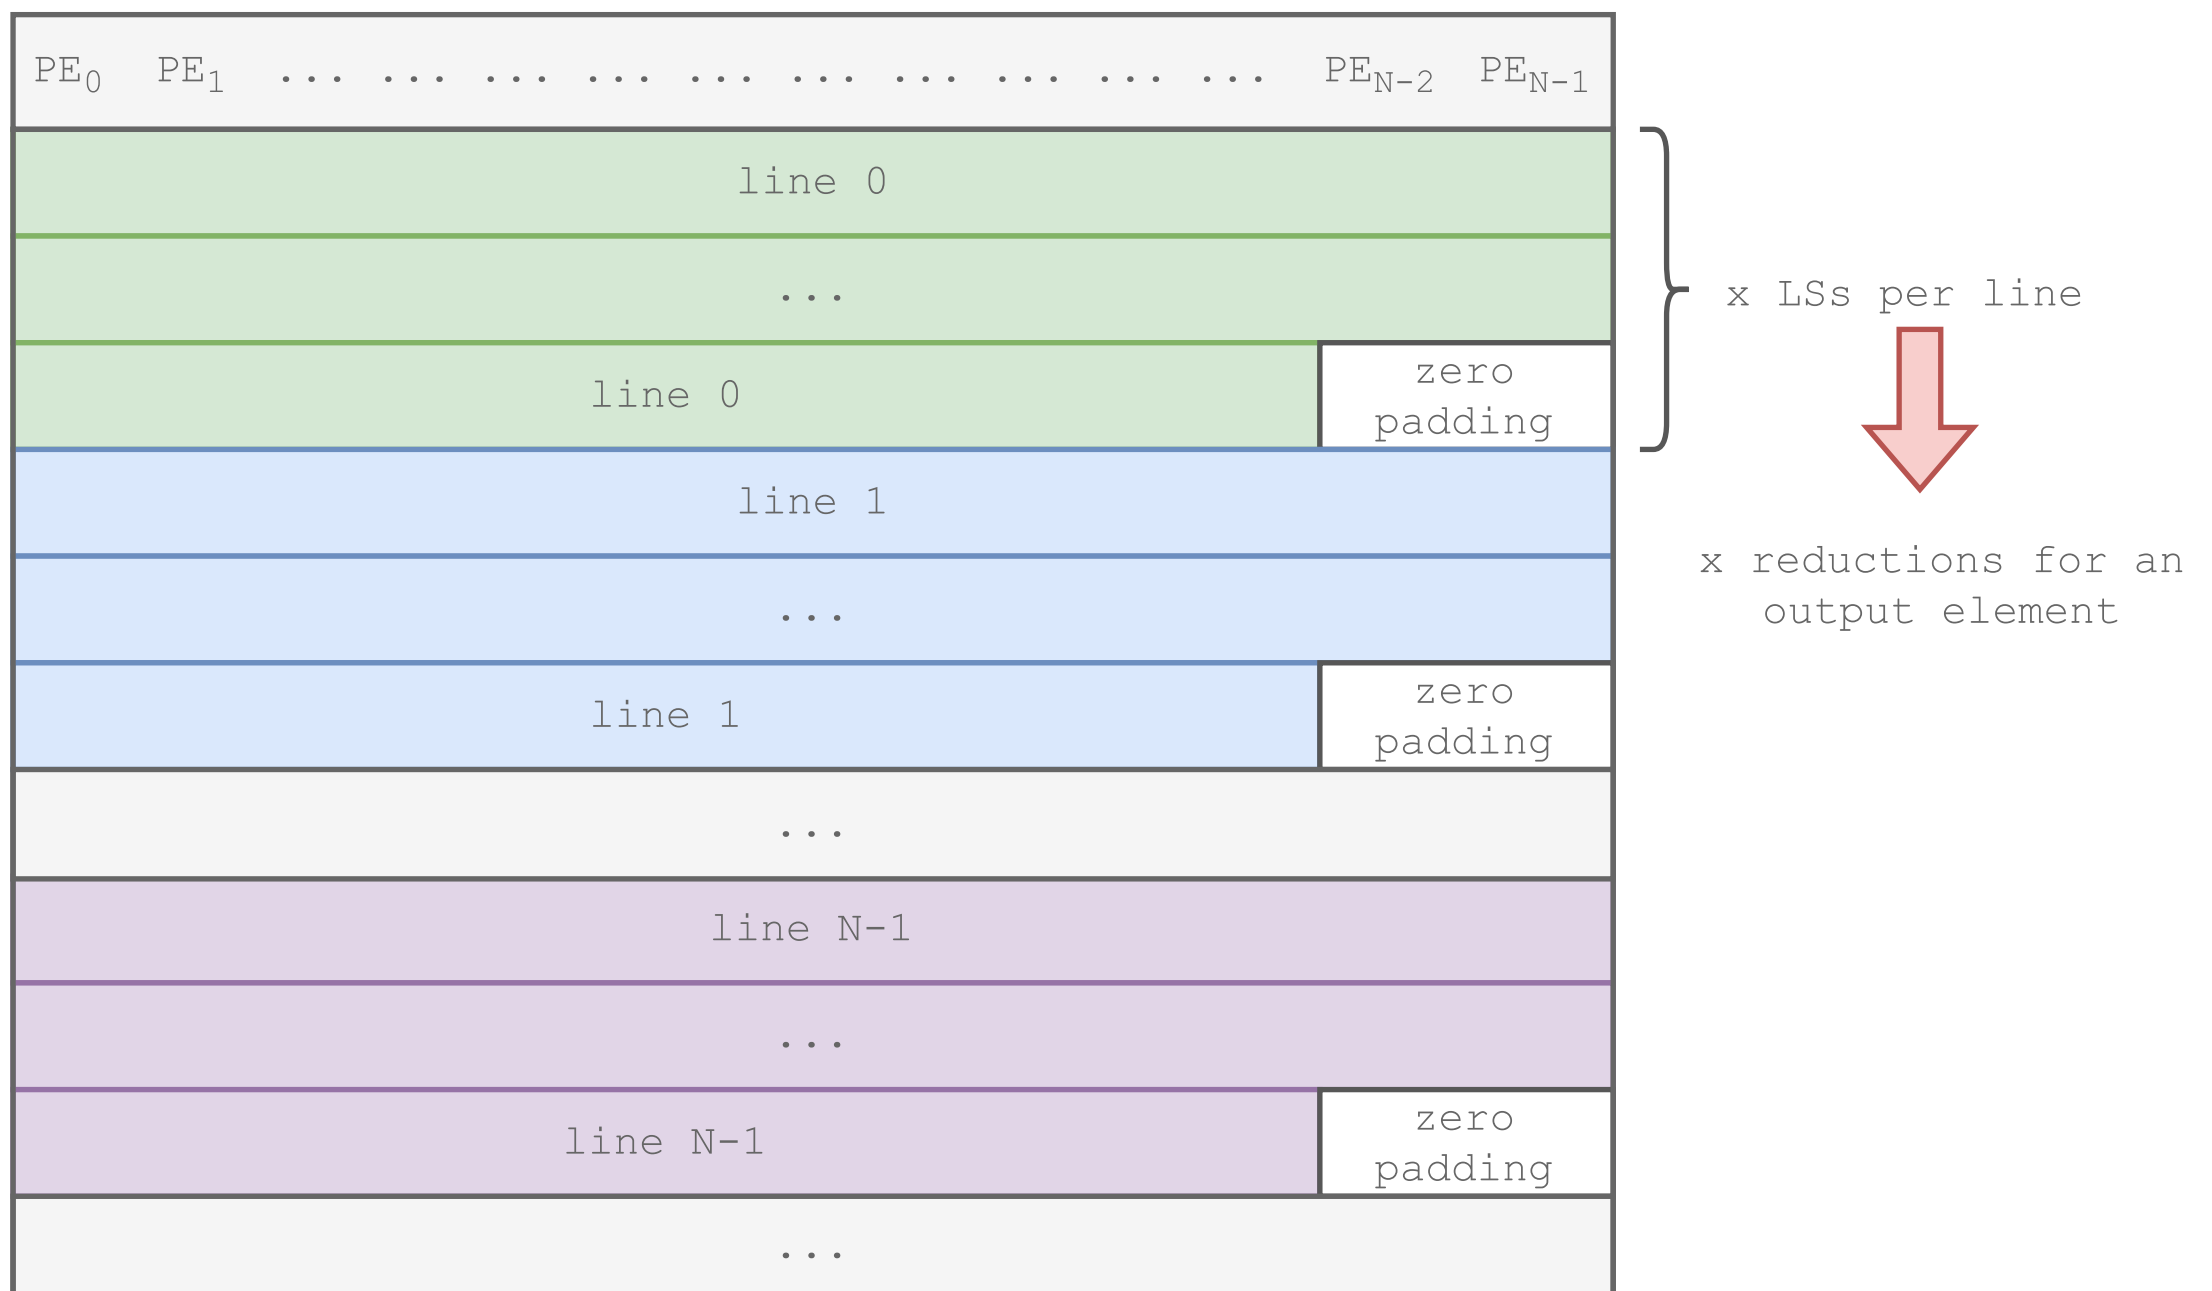 PE0 PE1 ... ... ... ... ... ... ... ... ... ... PEN-2 PEN-1
line 0
...
line 0
zero
padding
line 1
...
line 1
zero
padding
...
line N-1
...
line N-1
zero
padding
...
x LSs per line
x reductions for an
output element